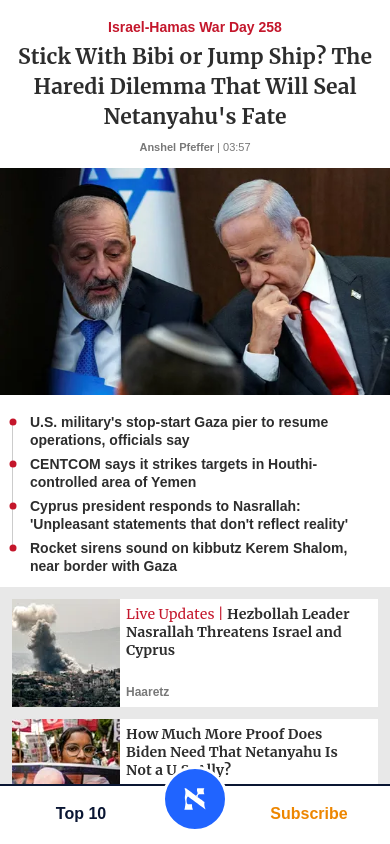 Israel-Hamas War Day 258
Stick With Bibi or Jump Ship? The
Haredi Dilemma That Will Seal
Netanyahu's Fate
Anshel Pfeffer | 03:57
U.S. military's stop-start Gaza pier to resume
operations, officials say
CENTCOM says it strikes targets in Houthi-
controlled area of Yemen
Cyprus president responds to Nasrallah:
'Unpleasant statements that don't reflect reality'
Rocket sirens sound on kibbutz Kerem Shalom,
near border with Gaza
Live Updates | Hezbollah Leader
Nasrallah Threatens Israel and
Cyprus
Haaretz
How Much More Proof Does
Biden Need That Netanyahu Is
Not a U.S. Ally?
Top 10
Subscribe